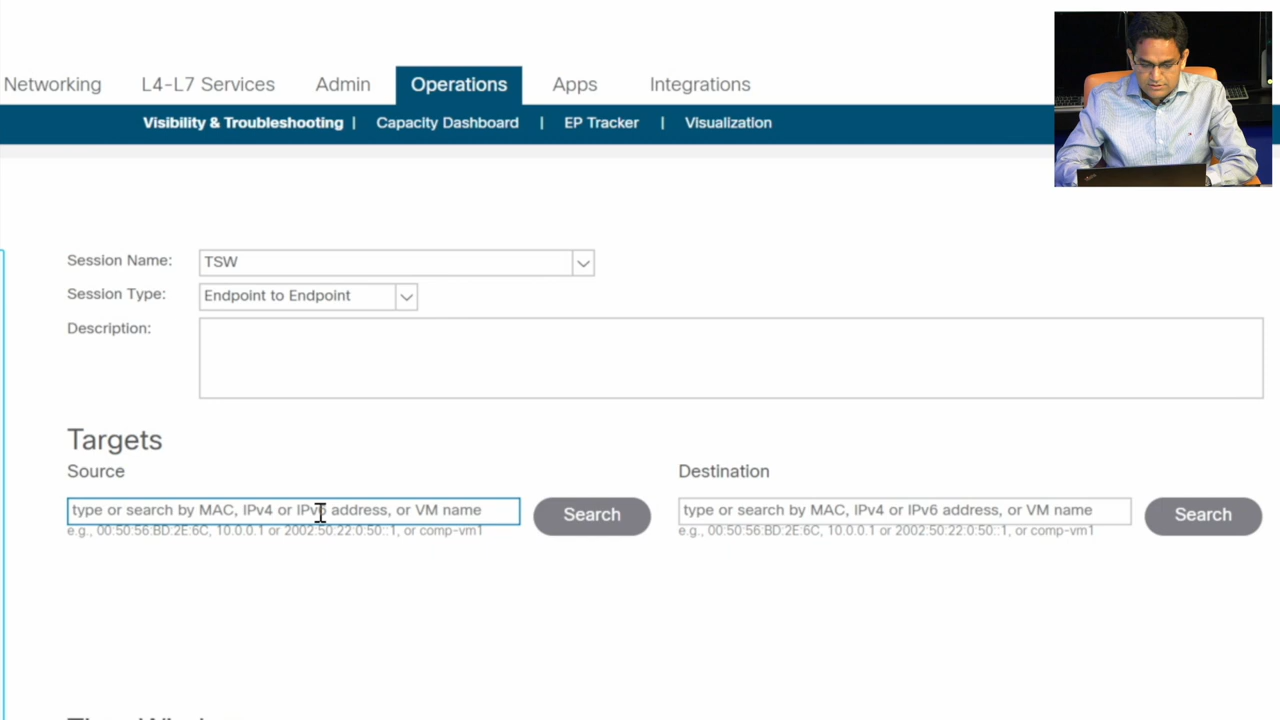 Networking L4-L7 Services Admin Operations Apps Integrations
Visibility & Troubleshooting | Capacity Dashboard | EP Tracker | Visualization
Session Name: TSW
Session Type: Endpoint to Endpoint
Description:
Targets
Source Destination
type or search by MAC, IPv4 or IPv6 address, or VM name Search type or search by MAC, IPv4 or IPv6 address, or VM name Search
e.g., 00:50:56:BD:2E:6C, 10.0.0.1 or 2002:50:22:0:50::1, or comp-vm1 e.g., 00:50:56:BD:2E:6C, 10.0.0.1 or 2002:50:22:0:50::1, or comp-vm1